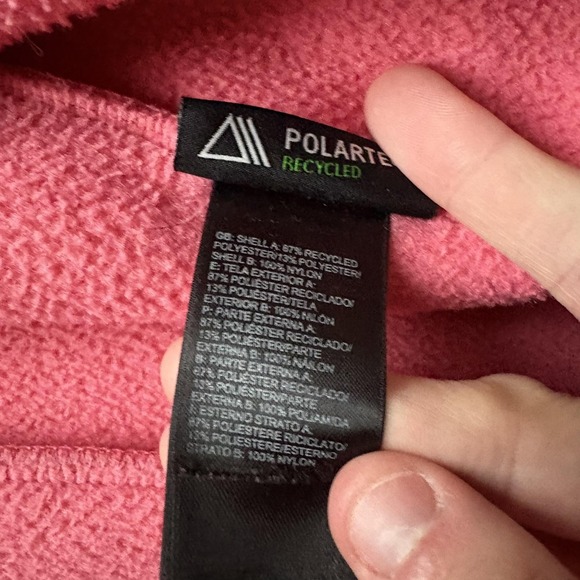 POLARTE
RECYCLED
GB: SHELL A: 87% RECYCLED
POLYESTER/13% POLYESTER/
SHELL B: 100% NYLON
E: TELA EXTERIOR A:
87% POLIÉSTER RECICLADO/
13% POLIÉSTER/TELA
EXTERIOR B: 100% NILÓN
P: PARTE EXTERNA A:
87% POLIÉSTER RECICLADO/
13% POLIÉSTER/PARTE
EXTERNA B: 100% NÁILON
B: PARTE EXTERNA A:
87% POLIÉSTER RECICLADO/
13% POLIÉSTER/PARTE
EXTERNA B: 100% POLIAMIDA
I: ESTERNO STRATO A:
87% POLIESTERE RICICLATO/
13% POLIESTERE/ESTERNO
STRATO B: 100% NYLON